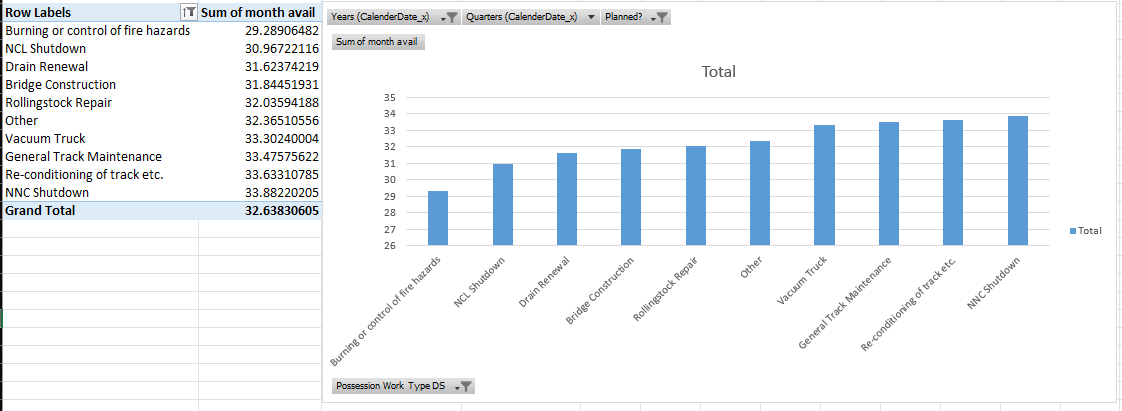 Row Labels Sum of month avail
Burning or control of fire hazards 29.28906482
NCL Shutdown 30.96722116
Drain Renewal 31.62374219
Bridge Construction 31.84451931
Rollingstock Repair 32.03594188
Other 32.36510556
Vacuum Truck 33.30240004
General Track Maintenance 33.47575622
Re-conditioning of track etc. 33.63310785
NNC Shutdown 33.88220205
Grand Total 32.63830605
Years (CalenderDate_x) Quarters (CalenderDate_x) Planned?
Sum of month avail
Total
35
34
33
32
31
30
29
28
27
26
Burning or control of fire hazards
NCL Shutdown
Drain Renewal
Bridge Construction
Rollingstock Repair
Other
Vacuum Truck
General Track Maintenance
Re-conditioning of track etc.
NNC Shutdown
Total
Possession Work Type DS